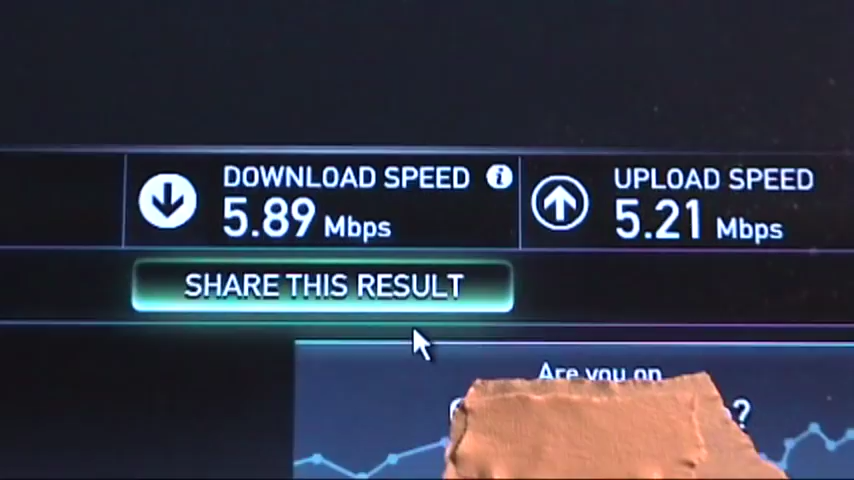 DOWNLOAD SPEED
5.89 Mbps
UPLOAD SPEED
5.21 Mbps
SHARE THIS RESULT
Are you on
?